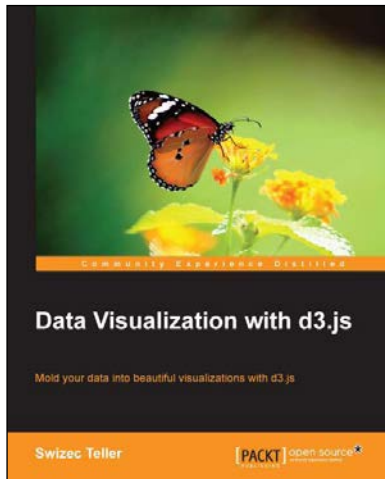 Community Experience Distilled
Data Visualization with d3.js
Mold your data into beautiful visualizations with d3.js
Swizec Teller
[PACKT] open source*
PUBLISHING